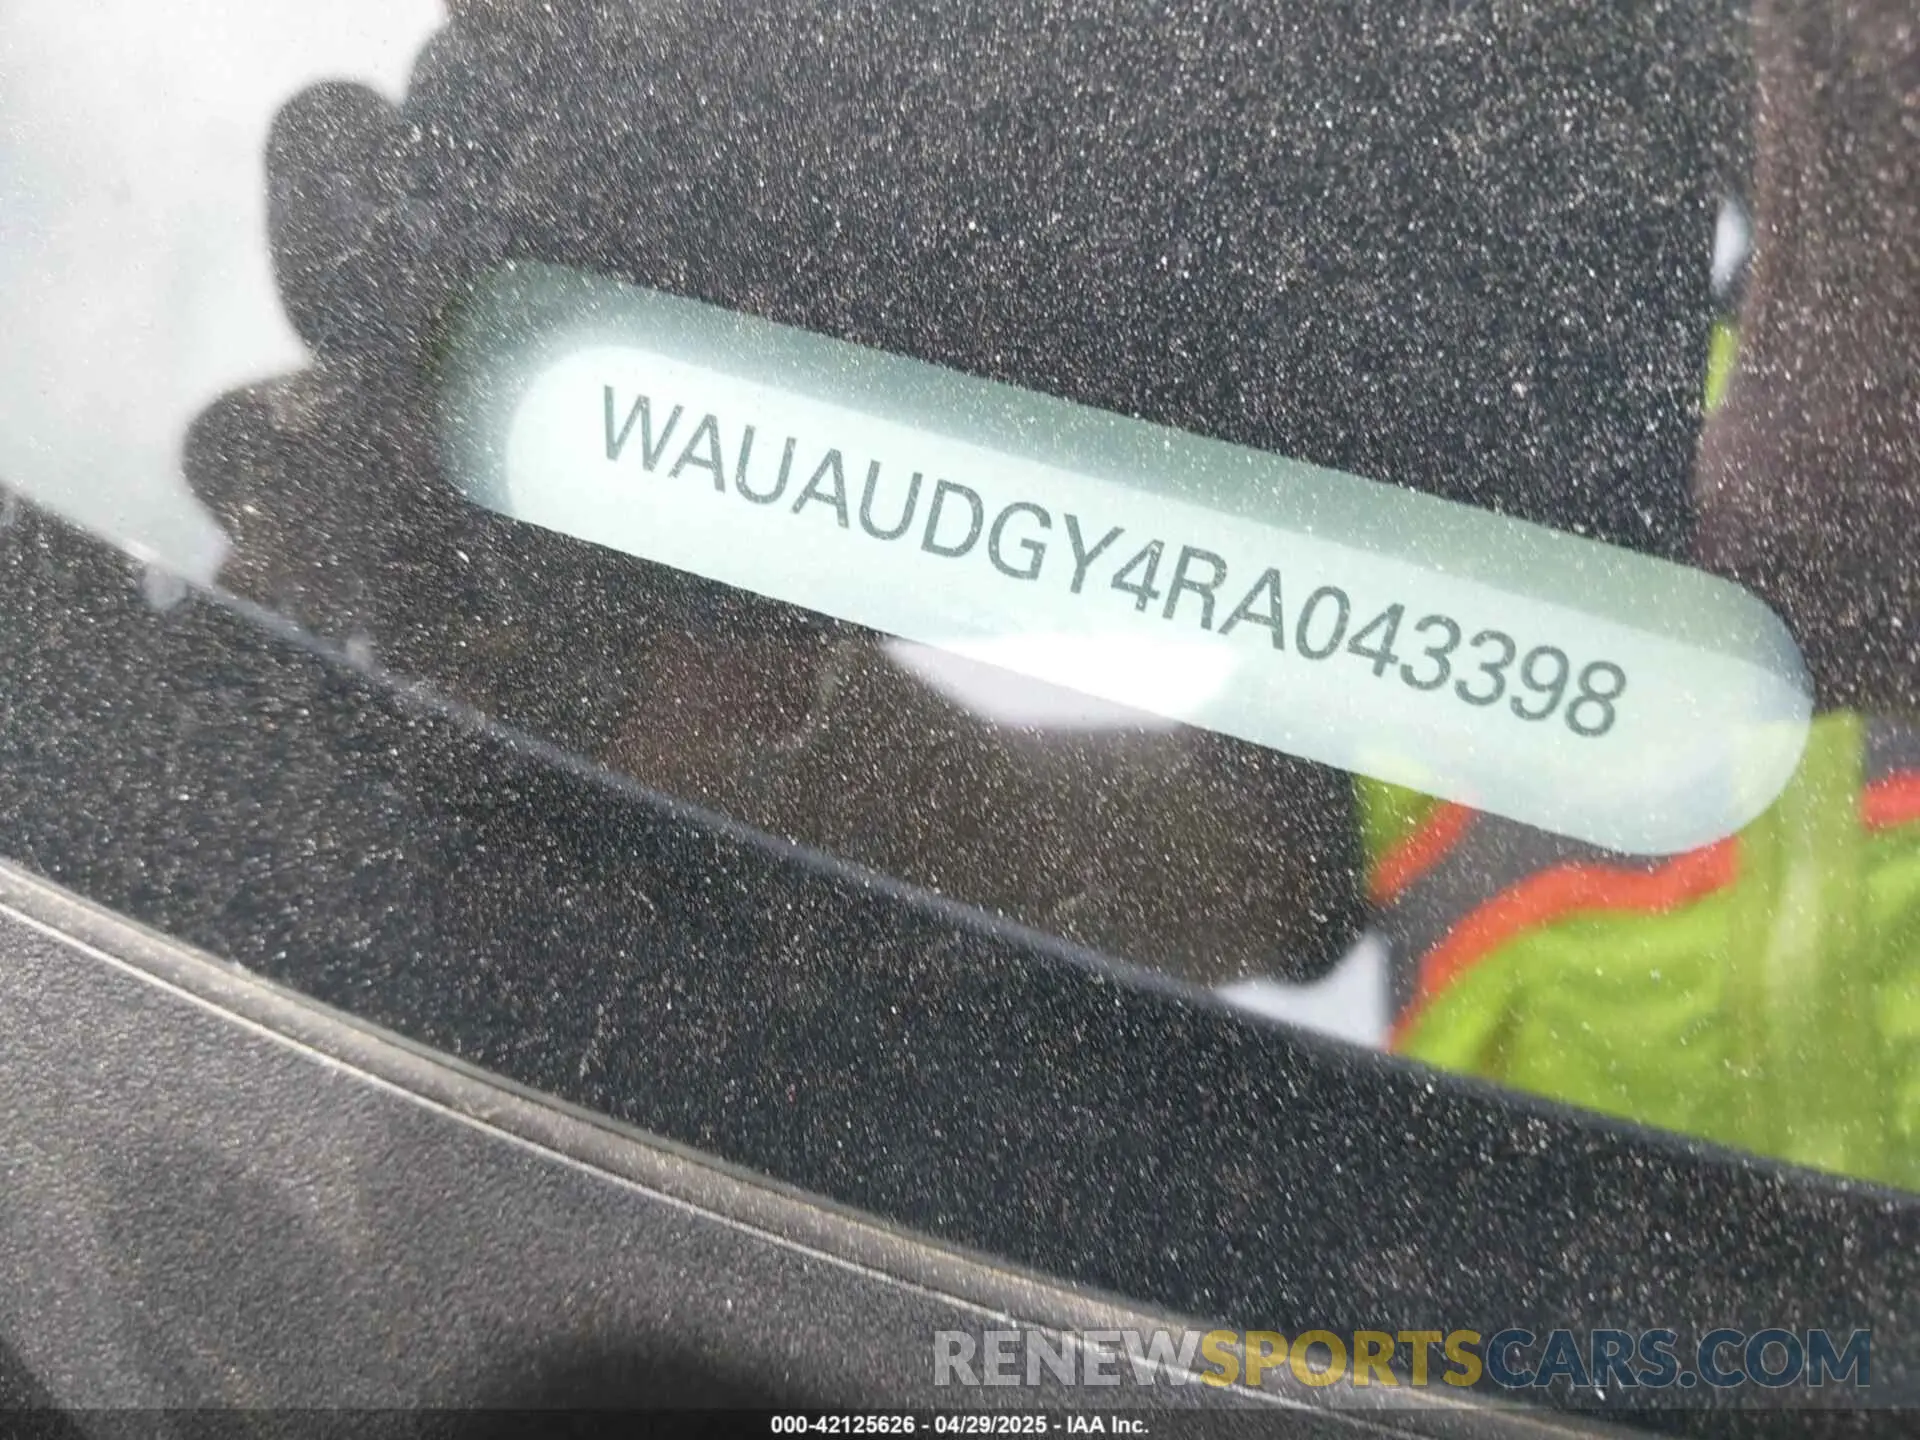 WAUAUDGY4RA043398
RENEWSPORTSCARS.COM
000-42125626 - 04/29/2025 - IAA Inc.